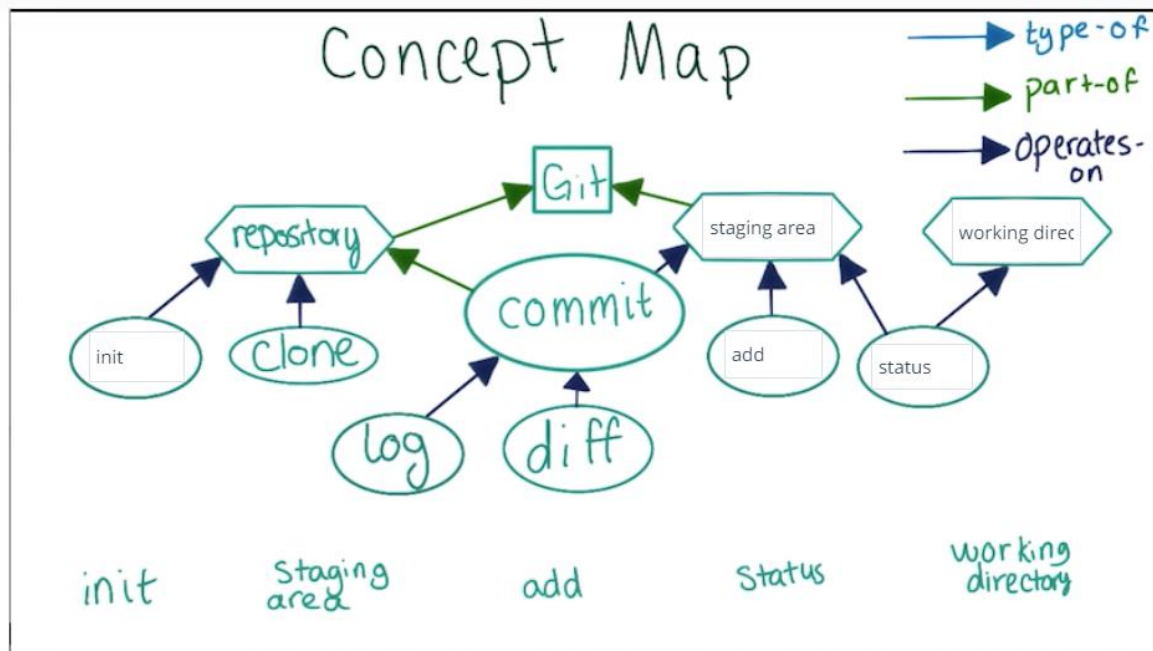 Concept Map
type-of
part-of
operates-
on
Git
repository
staging area
working direc
commit
init
clone
add
status
log
diff
init
Staging
area
add
Status
working
directory